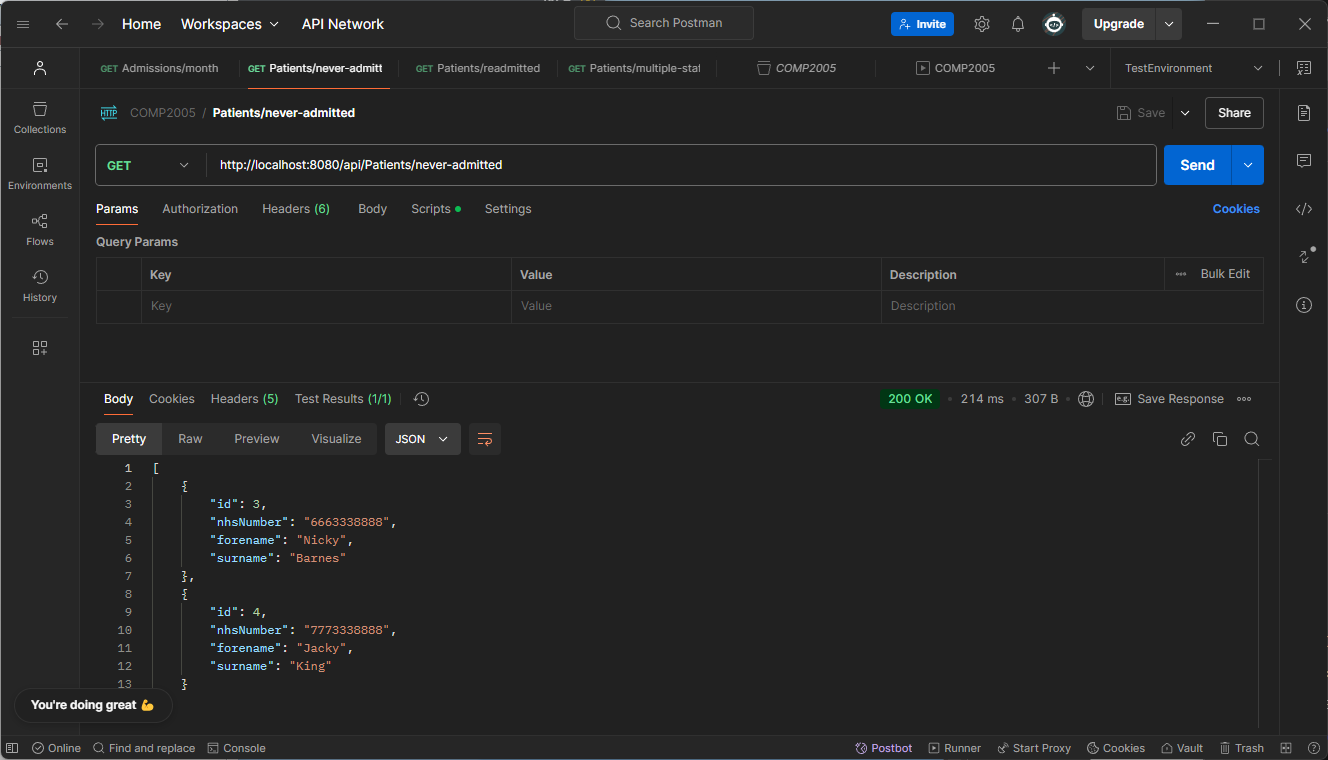 Home Workspaces API Network Search Postman Invite Upgrade
GET Admissions/month GET Patients/never-admitt GET Patients/readmitted GET Patients/multiple-staf COMP2005 COMP2005 TestEnvironment
HTTP COMP2005 / Patients/never-admitted Save Share
GET http://localhost:8080/api/Patients/never-admitted Send
Params Authorization Headers (6) Body Scripts Settings Cookies
Query Params
Key Value Description ••• Bulk Edit
Key Value Description
Collections
Environments
Flows
History
Body Cookies Headers (5) Test Results (1/1) 200 OK • 214 ms • 307 B e.g. Save Response •••
Pretty Raw Preview Visualize JSON
1 [
2 {
3 "id": 3,
4 "nhsNumber": "6663338888",
5 "forename": "Nicky",
6 "surname": "Barnes"
7 },
8 {
9 "id": 4,
10 "nhsNumber": "7773338888",
11 "forename": "Jacky",
12 "surname": "King"
13 }
You're doing great 💪
Online Find and replace Console Postbot Runner Start Proxy Cookies Vault Trash